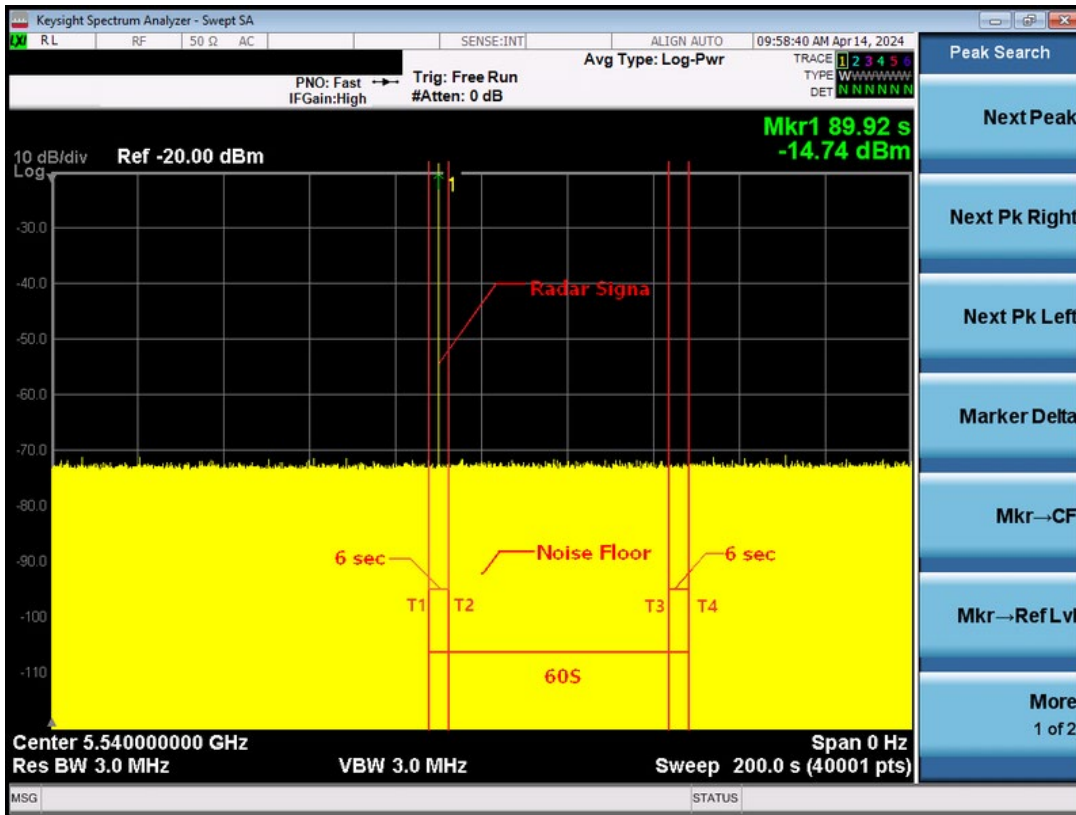 Keysight Spectrum Analyzer - Swept SA
LXI RL RF 50 Ω AC SENSE:INT ALIGN AUTO 09:58:40 AM Apr 14, 2024
Avg Type: Log-Pwr
TRACE 1 2 3 4 5 6
TYPE WWWWWWW
DET N N N N N N
PNO: Fast
IFGain:High
Trig: Free Run
#Atten: 0 dB
Mkr1 89.92 s
-14.74 dBm
10 dB/div Ref -20.00 dBm
Log
1
-30.0
-40.0
-50.0
-60.0
-70.0
-80.0
-90.0
-100
-110
Radar Signa
6 sec
Noise Floor
6 sec
T1 T2
T3 T4
60S
Center 5.540000000 GHz Span 0 Hz
Res BW 3.0 MHz VBW 3.0 MHz Sweep 200.0 s (40001 pts)
MSG STATUS
Peak Search
Next Peak
Next Pk Right
Next Pk Left
Marker Delta
Mkr→CF
Mkr→Ref Lvl
More
1 of 2